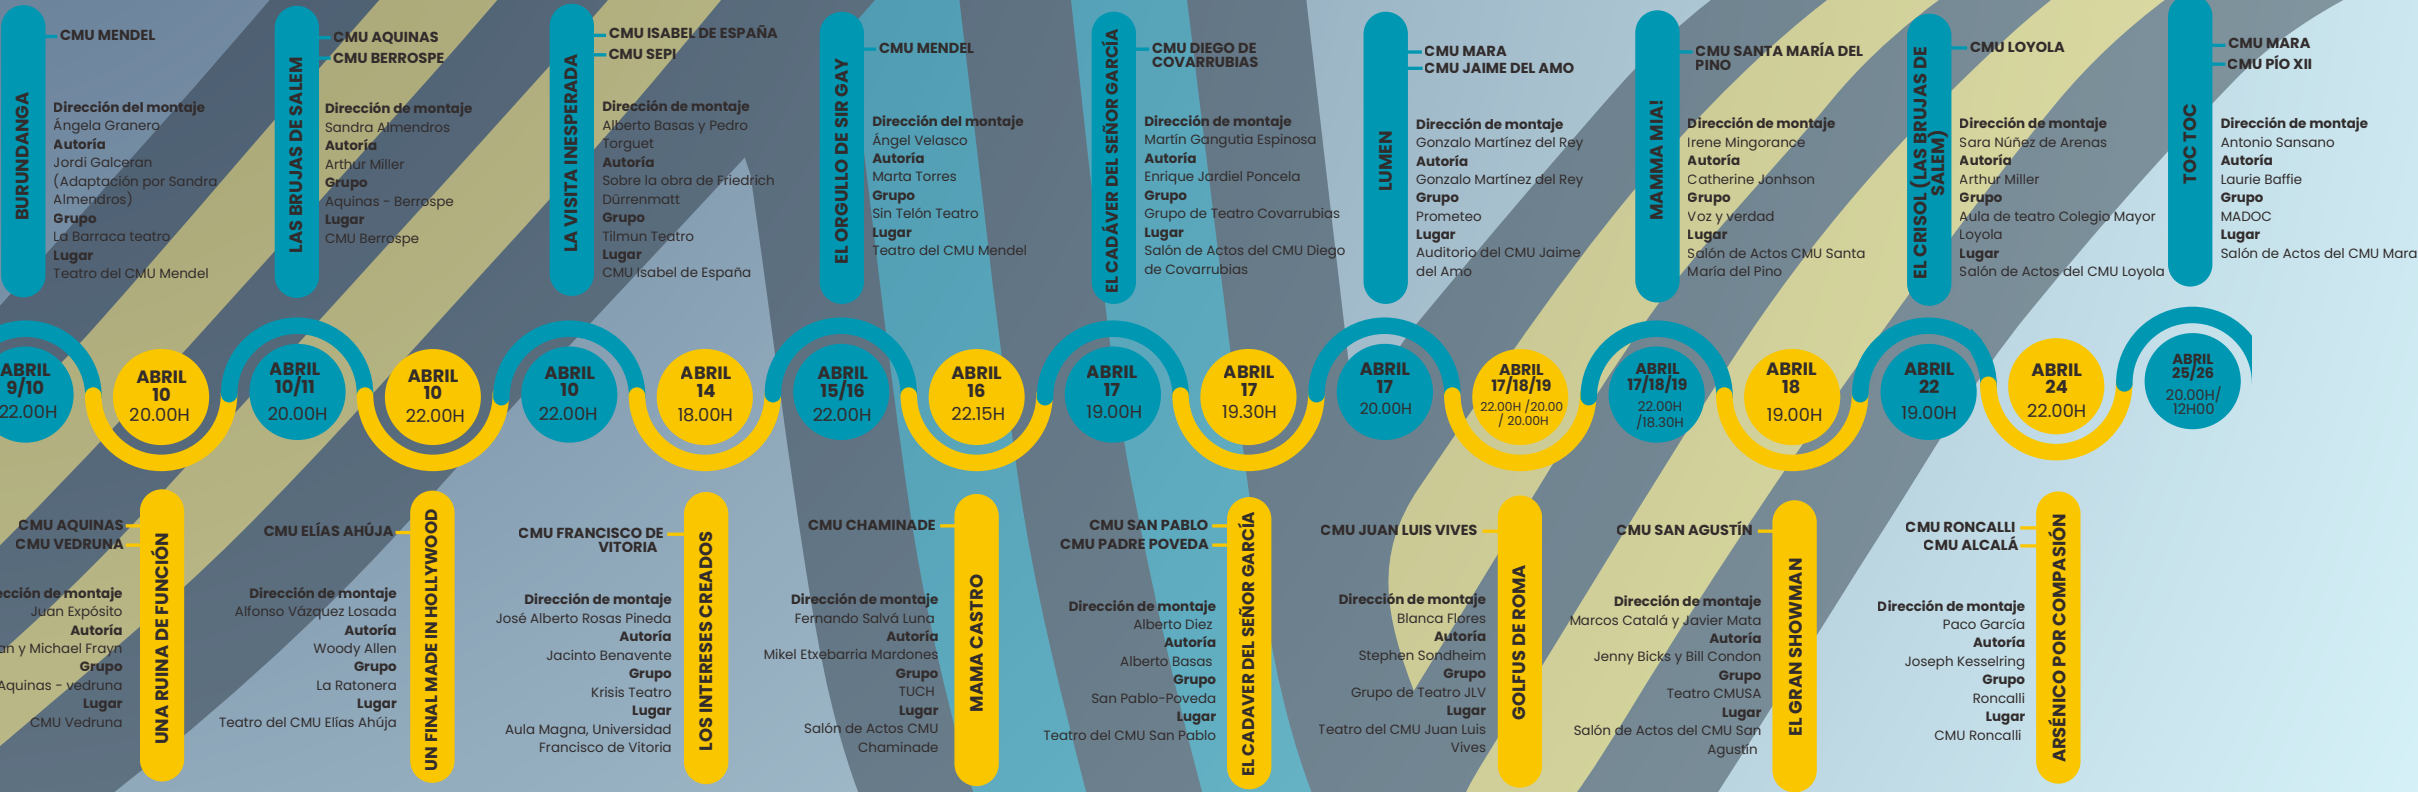 CMU MENDEL
BURUNDANGA
Dirección del montaje
Ángela Granero
Autoría
Jordi Galceran
(Adaptación por Sandra
Almendros)
Grupo
La Barraca teatro
Lugar
Teatro del CMU Mendel
ABRIL
9/10
22.00H
CMU AQUINAS
CMU BERROSPE
LAS BRUJAS DE SALEM
Dirección de montaje
Sandra Almendros
Autoría
Arthur Miller
Grupo
Aquinas - Berrospe
Lugar
CMU Berrospe
ABRIL
10/11
20.00H
CMU ISABEL DE ESPAÑA
CMU SEPI
LA VISITA INESPERADA
Dirección de montaje
Alberto Basas y Pedro
Torguet
Autoría
Sobre la obra de Friedrich
Dürrenmatt
Grupo
Tilmun Teatro
Lugar
CMU Isabel de España
ABRIL
10
22.00H
CMU MENDEL
EL ORGULLO DE SIR GAY
Dirección del montaje
Ángel Velasco
Autoría
Marta Torres
Grupo
Sin Telón Teatro
Lugar
Teatro del CMU Mendel
ABRIL
15/16
22.00H
CMU DIEGO DE
COVARRUBIAS
EL CADÁVER DEL SEÑOR GARCÍA
Dirección de montaje
Martín Gangutia Espinosa
Autoría
Enrique Jardiel Poncela
Grupo
Grupo de Teatro Covarrubias
Lugar
Salón de Actos del CMU Diego
de Covarrubias
ABRIL
17
19.00H
CMU MARA
CMU JAIME DEL AMO
LUMEN
Dirección de montaje
Gonzalo Martínez del Rey
Autoría
Gonzalo Martínez del Rey
Grupo
Prometeo
Lugar
Auditorio del CMU Jaime
del Amo
ABRIL
17
20.00H
CMU SANTA MARÍA DEL
PINO
MAMMA MIA!
Dirección de montaje
Irene Mingorance
Autoría
Catherine Jonhson
Grupo
Voz y verdad
Lugar
Salón de Actos CMU Santa
María del Pino
ABRIL
17/18/19
22.00H
/18.30H
CMU LOYOLA
EL CRISOL (LAS BRUJAS DE
SALEM)
Dirección de montaje
Sara Núñez de Arenas
Autoría
Arthur Miller
Grupo
Aula de teatro Colegio Mayor
Loyola
Lugar
Salón de Actos del CMU Loyola
ABRIL
22
19.00H
CMU MARA
CMU PÍO XII
TOC TOC
Dirección de montaje
Antonio Sansano
Autoría
Laurie Baffie
Grupo
MADOC
Lugar
Salón de Actos del CMU Mara
ABRIL
25/26
20.00H/
12H00
ABRIL
10
20.00H
CMU AQUINAS
CMU VEDRUNA
UNA RUINA DE FUNCIÓN
cción de montaje
Juan Expósito
Autoría
an y Michael Frayn
Grupo
Aquinas - vedruna
Lugar
CMU Vedruna
ABRIL
10
22.00H
CMU ELÍAS AHÚJA
UN FINAL MADE IN HOLLYWOOD
Dirección de montaje
Alfonso Vázquez Losada
Autoría
Woody Allen
Grupo
La Ratonera
Lugar
Teatro del CMU Elías Ahúja
ABRIL
14
18.00H
CMU FRANCISCO DE
VITORIA
LOS INTERESES CREADOS
Dirección de montaje
José Alberto Rosas Pineda
Autoría
Jacinto Benavente
Grupo
Krisis Teatro
Lugar
Aula Magna, Universidad
Francisco de Vitoria
ABRIL
16
22.15H
CMU CHAMINADE
MAMA CASTRO
Dirección de montaje
Fernando Salvá Luna
Autoría
Mikel Etxebarria Mardones
Grupo
TUCH
Lugar
Salón de Actos CMU
Chaminade
ABRIL
17
19.30H
CMU SAN PABLO
CMU PADRE POVEDA
EL CADAVER DEL SEÑOR GARCÍA
Dirección de montaje
Alberto Diez
Autoría
Alberto Basas
Grupo
San Pablo-Poveda
Lugar
Teatro del CMU San Pablo
ABRIL
17/18/19
22.00H /20.00
/ 20.00H
CMU JUAN LUIS VIVES
GOLFUS DE ROMA
Dirección de montaje
Blanca Flores
Autoría
Stephen Sondheim
Grupo
Grupo de Teatro JLV
Lugar
Teatro del CMU Juan Luis
Vives
ABRIL
18
19.00H
CMU SAN AGUSTÍN
EL GRAN SHOWMAN
Dirección de montaje
Marcos Catalá y Javier Mata
Autoría
Jenny Bicks y Bill Condon
Grupo
Teatro CMUSA
Lugar
Salón de Actos del CMU San
Agustín
ABRIL
24
22.00H
CMU RONCALLI
CMU ALCALÁ
ARSÉNICO POR COMPASIÓN
Dirección de montaje
Paco García
Autoría
Joseph Kesselring
Grupo
Roncalli
Lugar
CMU Roncalli